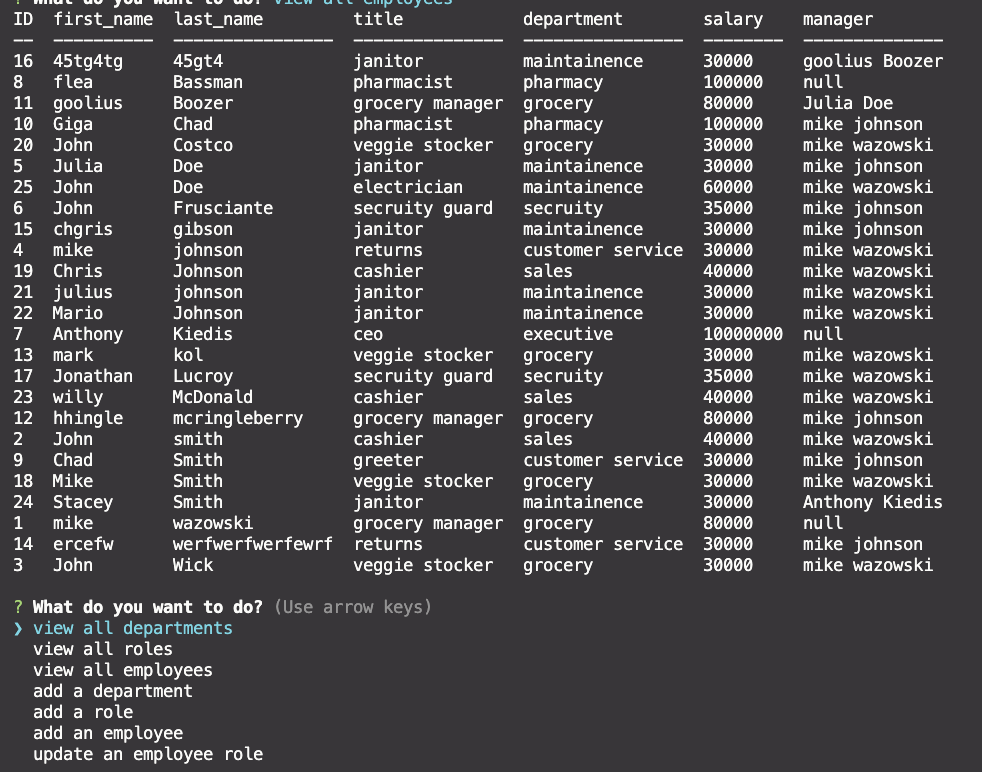 ? What do you want to do? view all employees
ID  first_name  last_name         title            department        salary    manager
--  ----------  ----------------  ---------------  ----------------  --------  --------------
16  45tg4tg     45gt4             janitor          maintainence      30000     goolius Boozer
8   flea        Bassman           pharmacist       pharmacy          100000    null
11  goolius     Boozer            grocery manager  grocery           80000     Julia Doe
10  Giga        Chad              pharmacist       pharmacy          100000    mike johnson
20  John        Costco            veggie stocker   grocery           30000     mike wazowski
5   Julia       Doe               janitor          maintainence      30000     mike johnson
25  John        Doe               electrician      maintainence      60000     mike wazowski
6   John        Frusciante        secruity guard   secruity          35000     mike johnson
15  chgris      gibson            janitor          maintainence      30000     mike johnson
4   mike        johnson           returns          customer service  30000     mike wazowski
19  Chris       Johnson           cashier          sales             40000     mike wazowski
21  julius      johnson           janitor          maintainence      30000     mike wazowski
22  Mario       Johnson           janitor          maintainence      30000     mike wazowski
7   Anthony     Kiedis            ceo              executive         10000000  null
13  mark        kol               veggie stocker   grocery           30000     mike wazowski
17  Jonathan    Lucroy            secruity guard   secruity          35000     mike wazowski
23  willy       McDonald          cashier          sales             40000     mike wazowski
12  hhingle     mcringleberry     grocery manager  grocery           80000     mike johnson
2   John        smith             cashier          sales             40000     mike wazowski
9   Chad        Smith             greeter          customer service  30000     mike johnson
18  Mike        Smith             veggie stocker   grocery           30000     mike wazowski
24  Stacey      Smith             janitor          maintainence      30000     Anthony Kiedis
1   mike        wazowski          grocery manager  grocery           80000     null
14  ercefw      werfwerfwerfewrf  returns          customer service  30000     mike johnson
3   John        Wick              veggie stocker   grocery           30000     mike wazowski
? What do you want to do? (Use arrow keys)
❯ view all departments
view all roles
view all employees
add a department
add a role
add an employee
update an employee role